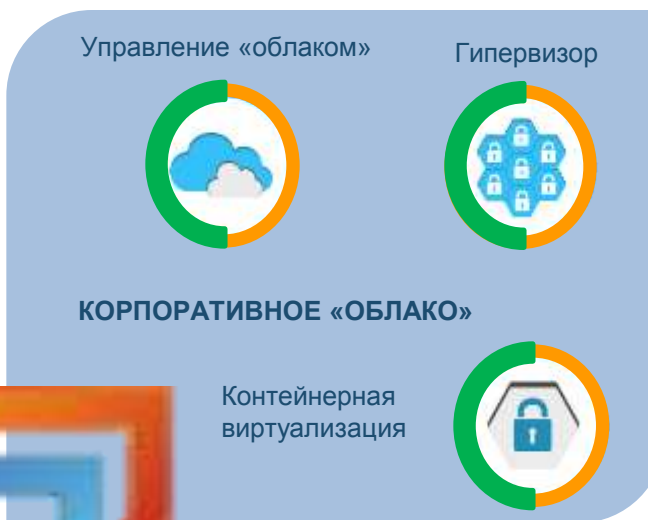 Управление «облаком»
Гипервизор
КОРПОРАТИВНОЕ «ОБЛАКО»
Контейнерная
виртуализация